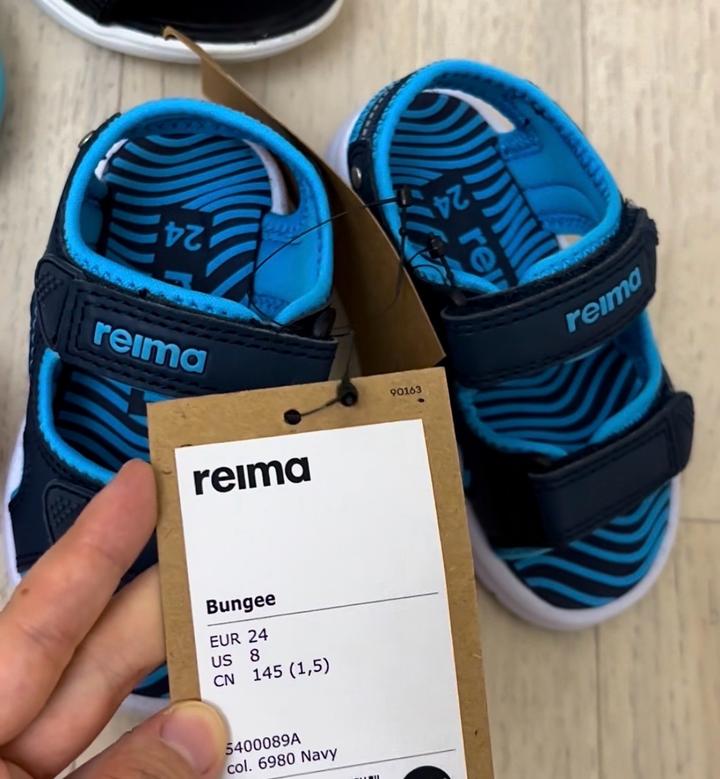 24
24
rei
reima
reima
90163
reima
Bungee
EUR 24
US 8
CN 145 (1,5)
5400089A
col. 6980 Navy